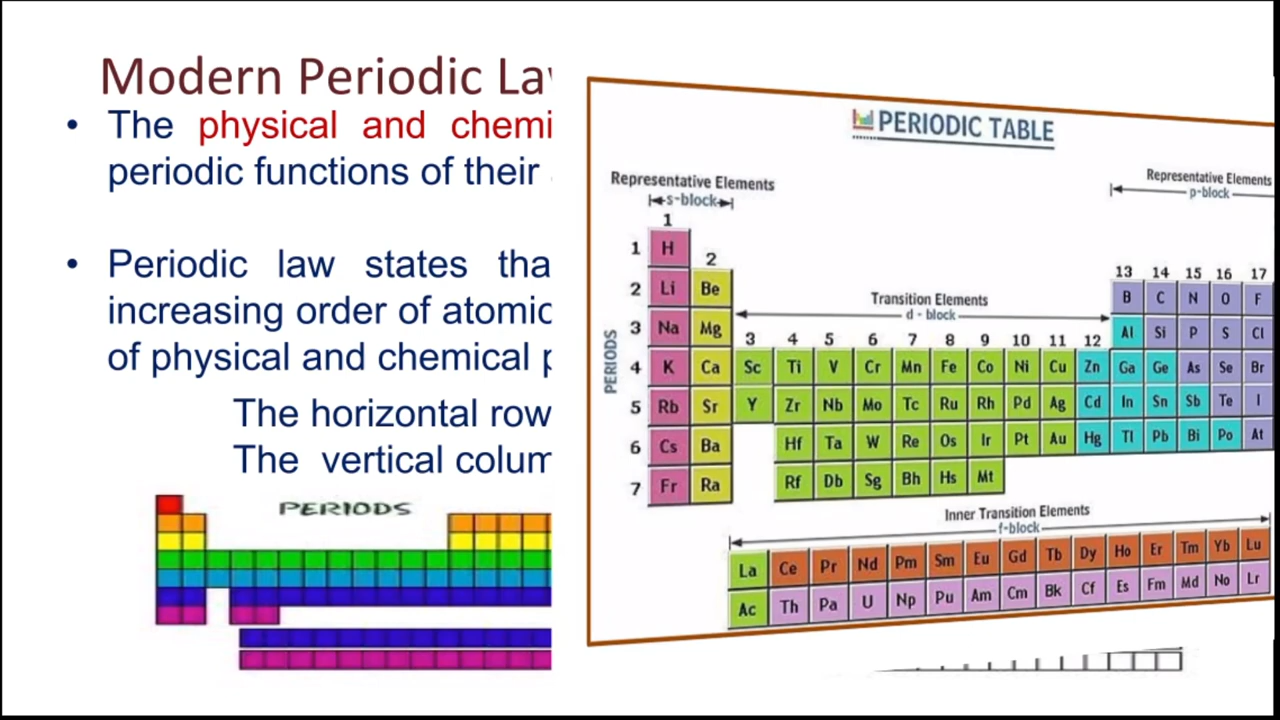 Modern Periodic La
• The physical and chemi
periodic functions of their
• Periodic law states tha
increasing order of atomic
of physical and chemical p
The horizontal row
The vertical colum
PERIODS
PERIODIC TABLE
Representative Elements
s-block
Representative Elements
p-block
Transition Elements
d - block
PERIODS
1
2
3 4 5 6 7 8 9 10 11 12
13 14 15 16 17
1 H
2 Li Be B C N O F
3 Na Mg Al Si P S Cl
4 K Ca Sc Ti V Cr Mn Fe Co Ni Cu Zn Ga Ge As Se Br
5 Rb Sr Y Zr Nb Mo Tc Ru Rh Pd Ag Cd In Sn Sb Te I
6 Cs Ba Hf Ta W Re Os Ir Pt Au Hg Tl Pb Bi Po At
7 Fr Ra Rf Db Sg Bh Hs Mt
Inner Transition Elements
f-block
La Ce Pr Nd Pm Sm Eu Gd Tb Dy Ho Er Tm Yb Lu
Ac Th Pa U Np Pu Am Cm Bk Cf Es Fm Md No Lr